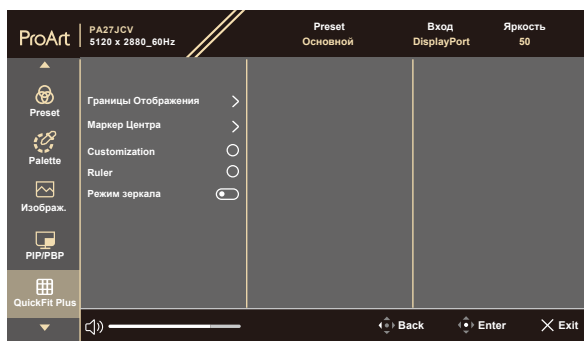 ProArt
PA27JCV
5120 x 2880_60Hz
Preset
Основной
Вход
DisplayPort
Яркость
50
Preset
Palette
Изображ.
PIP/PBP
QuickFit Plus
Границы Отображения
Маркер Центра
Customization
Ruler
Режим зеркала
Back
Enter
Exit